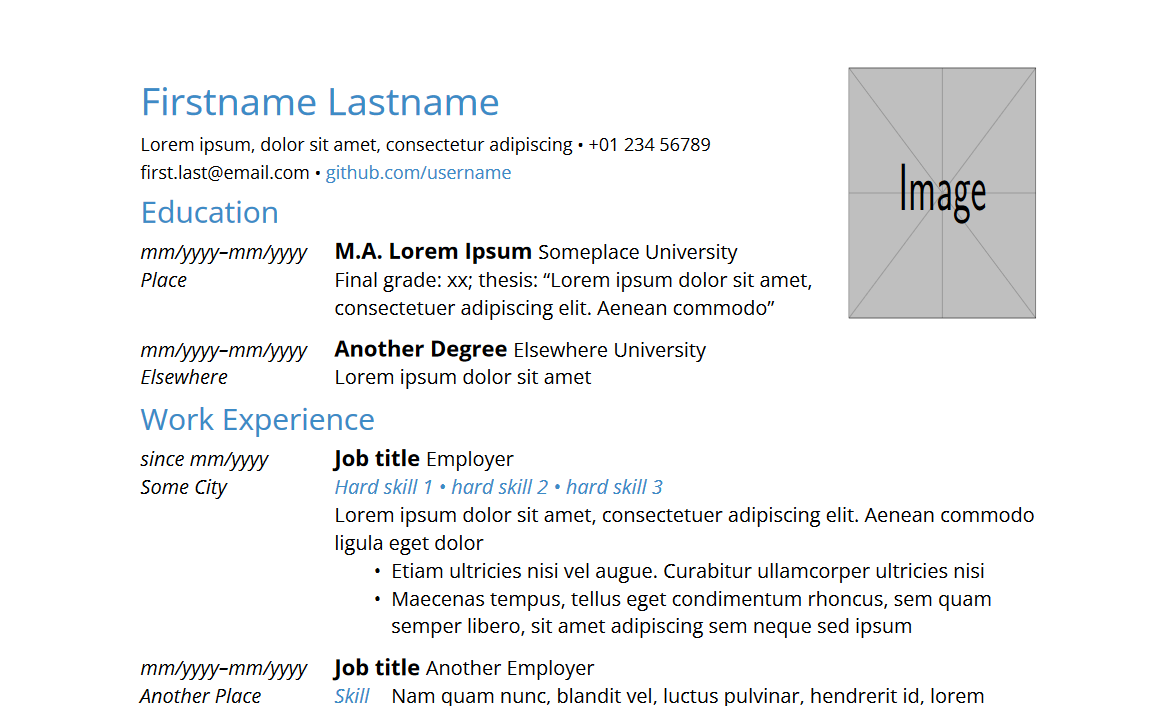 Firstname Lastname
Lorem ipsum, dolor sit amet, consectetur adipiscing • +01 234 56789
first.last@email.com • github.com/username
Image
Education
mm/yyyy–mm/yyyy M.A. Lorem Ipsum Someplace University
Place Final grade: xx; thesis: “Lorem ipsum dolor sit amet,
consectetuer adipiscing elit. Aenean commodo”
mm/yyyy–mm/yyyy Another Degree Elsewhere University
Elsewhere Lorem ipsum dolor sit amet
Work Experience
since mm/yyyy Job title Employer
Some City Hard skill 1 • hard skill 2 • hard skill 3
Lorem ipsum dolor sit amet, consectetuer adipiscing elit. Aenean commodo
ligula eget dolor
• Etiam ultricies nisi vel augue. Curabitur ullamcorper ultricies nisi
• Maecenas tempus, tellus eget condimentum rhoncus, sem quam
semper libero, sit amet adipiscing sem neque sed ipsum
mm/yyyy–mm/yyyy Job title Another Employer
Another Place Skill Nam quam nunc, blandit vel, luctus pulvinar, hendrerit id, lorem